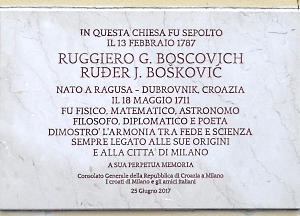 IN QUESTA CHIESA FU SEPOLTO
IL 13 FEBBRAIO 1787
RUGGIERO G. BOSCOVICH
RUĐER J. BOŠKOVIĆ
NATO A RAGUSA - DUBROVNIK, CROAZIA
IL 18 MAGGIO 1711
FU FISICO, MATEMATICO, ASTRONOMO
FILOSOFO, DIPLOMATICO E POETA
DIMOSTRO' L'ARMONIA TRA FEDE E SCIENZA
SEMPRE LEGATO ALLE SUE ORIGINI
E ALLA CITTA' DI MILANO
A SUA PERPETUA MEMORIA
Consolato Generale della Repubblica di Croazia a Milano
I croati di Milano e gli amici italiani
25 Giugno 2017